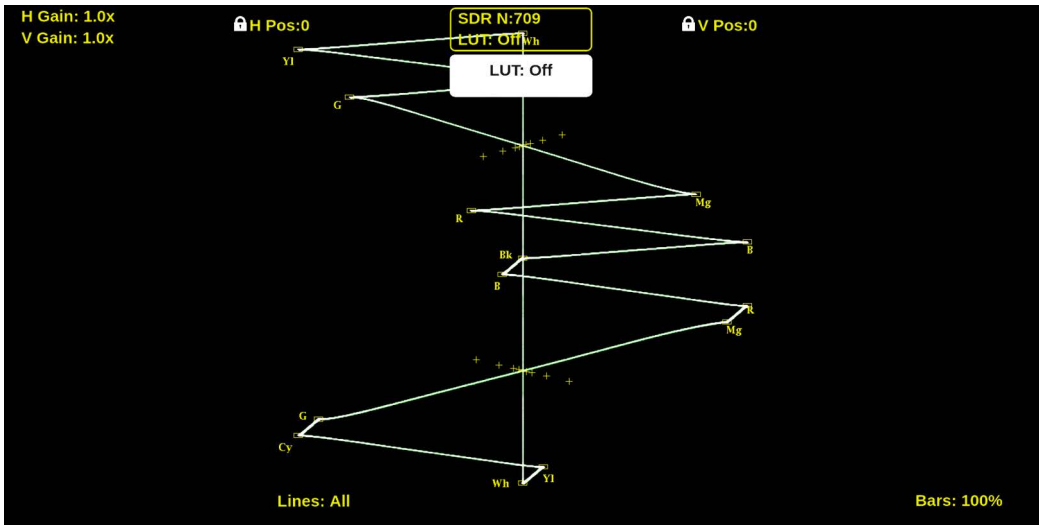 H Gain: 1.0x
V Gain: 1.0x
H Pos:0
SDR N:709
LUT: Off
Wh
V Pos:0
Yl
LUT: Off
G
Mg
R
B
Bk
B
R
Mg
G
Cy
Wh
Yl
Lines: All
Bars: 100%